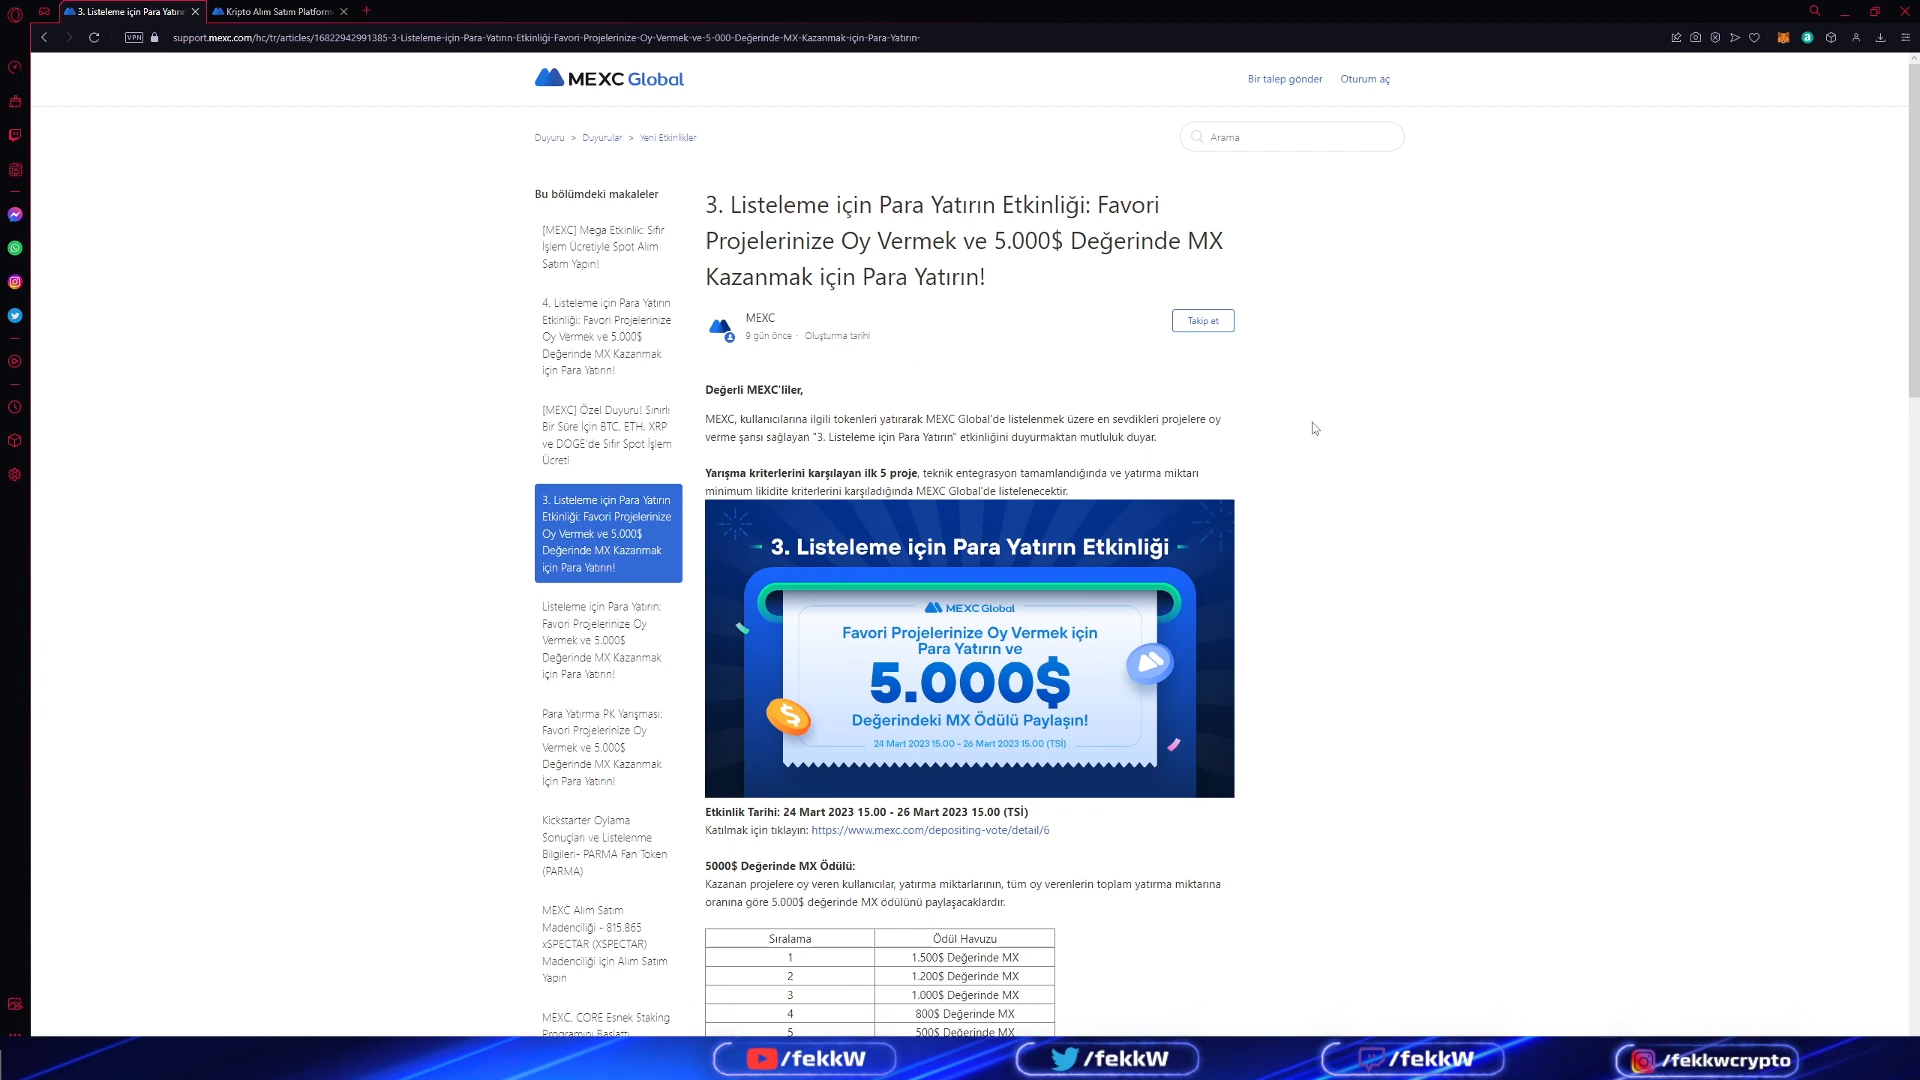 3. Listeleme için Para Yatırın
Kripto Alım Satım Platform
VPN
support.mexc.com/hc/tr/articles/16822942991385-3-Listeleme-için-Para-Yatırın-Etkinliği-Favori-Projelerinize-Oy-Vermek-ve-5-000-Değerinde-MX-Kazanmak-için-Para-Yatırın-
MEXC Global
Bir talep gönder
Oturum aç
Duyuru > Duyurular > Yeni Etkinlikler
Arama
Bu bölümdeki makaleler
[MEXC] Mega Etkinlik: Sıfır
İşlem Ücretiyle Spot Alım
Satım Yapın!
4. Listeleme için Para Yatırın
Etkinliği: Favori Projelerinize
Oy Vermek ve 5.000$
Değerinde MX Kazanmak
için Para Yatırın!
[MEXC] Özel Duyuru! Sınırlı
Bir Süre İçin BTC, ETH, XRP
ve DOGE'de Sıfır Spot İşlem
Ücreti
3. Listeleme için Para Yatırın
Etkinliği: Favori Projelerinize
Oy Vermek ve 5.000$
Değerinde MX Kazanmak
için Para Yatırın!
Listeleme için Para Yatırın;
Favori Projelerinize Oy
Vermek ve 5.000$
Değerinde MX Kazanmak
için Para Yatırın!
Para Yatırma PK Yarışması:
Favori Projelerinize Oy
Vermek ve 5.000$
Değerinde MX Kazanmak
İçin Para Yatırın!
Kickstarter Oylama
Sonuçları ve Listelenme
Bilgileri- PARMA Fan Token
(PARMA)
MEXC Alım Satım
Madenciliği - 815.865
xSPECTAR (XSPECTAR)
Madenciliği için Alım Satım
Yapın
MEXC, CORE Esnek Staking
Programını Başlattı
3. Listeleme için Para Yatırın Etkinliği: Favori
Projelerinize Oy Vermek ve 5.000$ Değerinde MX
Kazanmak için Para Yatırın!
MEXC
9 gün önce · Oluşturma tarihi
Takip et
Değerli MEXC'liler,
MEXC, kullanıcılarına ilgili tokenleri yatırarak MEXC Global'de listelenmek üzere en sevdikleri projelere oy
verme şansı sağlayan "3. Listeleme için Para Yatırın" etkinliğini duyurmaktan mutluluk duyar.
Yarışma kriterlerini karşılayan ilk 5 proje, teknik entegrasyon tamamlandığında ve yatırma miktarı
minimum likidite kriterlerini karşıladığında MEXC Global'de listelenecektir.
3. Listeleme için Para Yatırın Etkinliği
MEXC Global
Favori Projelerinize Oy Vermek için
Para Yatırın ve
5.000$
Değerindeki MX Ödülü Paylaşın!
24 Mart 2023 15.00 - 26 Mart 2023 15.00 (TSİ)
Etkinlik Tarihi: 24 Mart 2023 15.00 - 26 Mart 2023 15.00 (TSİ)
Katılmak için tıklayın: https://www.mexc.com/depositing-vote/detail/6
5000$ Değerinde MX Ödülü:
Kazanan projelere oy veren kullanıcılar, yatırma miktarlarının, tüm oy verenlerin toplam yatırma miktarına
oranına göre 5.000$ değerinde MX ödülünü paylaşacaklardır.
Sıralama Ödül Havuzu
1 1.500$ Değerinde MX
2 1.200$ Değerinde MX
3 1.000$ Değerinde MX
4 800$ Değerinde MX
5 500$ Değerinde MX
/fekkW
/fekkW
/fekkW
/fekkwcrypto